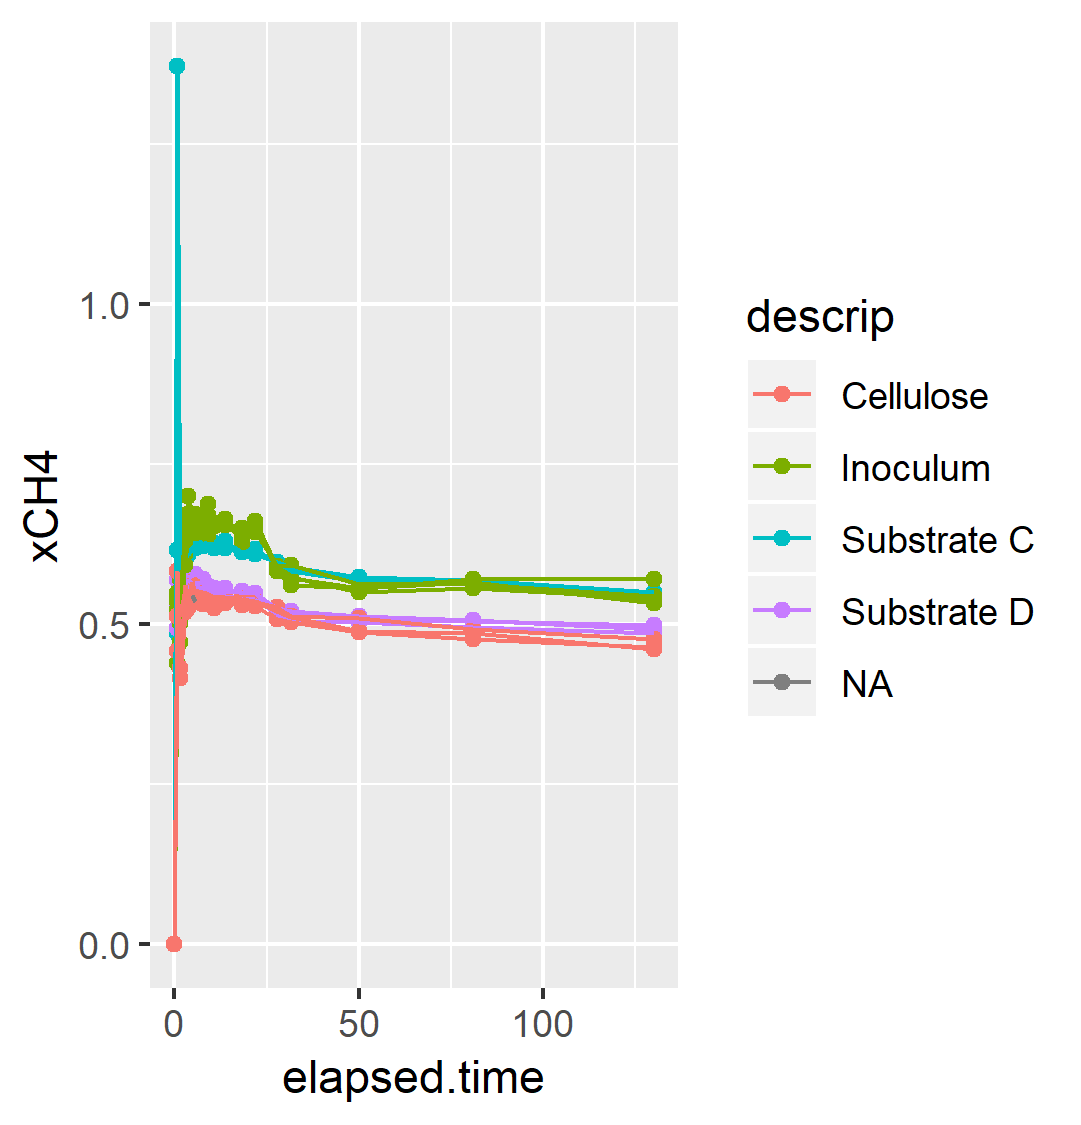 1.0
0.5
0.0
xCH4
0 50 100
elapsed.time
descrip
Cellulose
Inoculum
Substrate C
Substrate D
NA